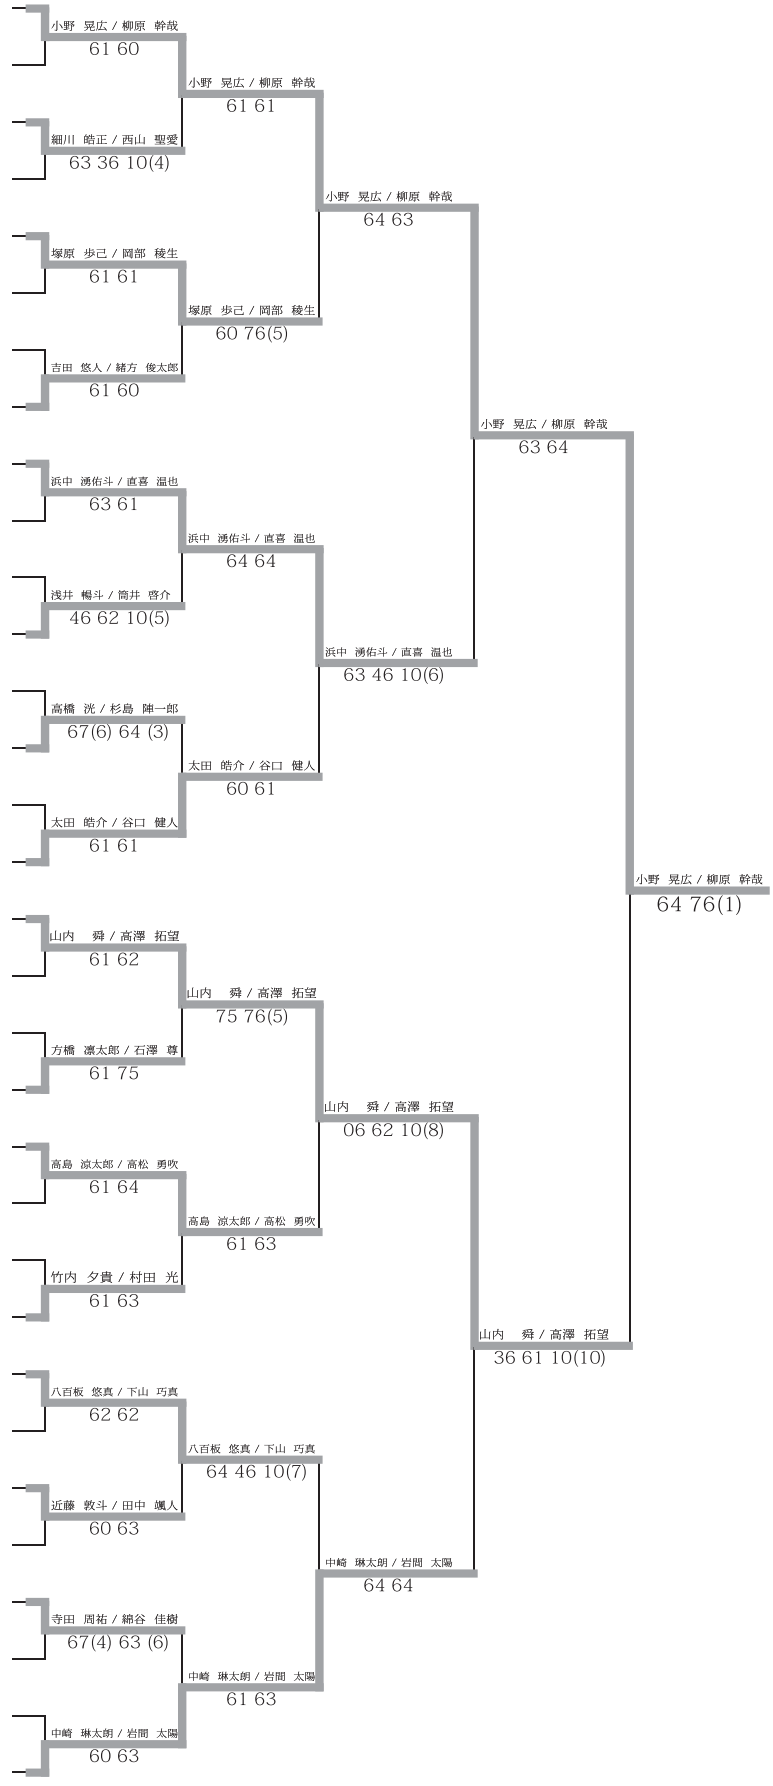 小野 晃広 / 柳原 幹哉
61 60
小野 晃広 / 柳原 幹哉
61 61
細川 皓正 / 西山 聖愛
63 36 10(4)
小野 晃広 / 柳原 幹哉
64 63
塚原 歩己 / 岡部 稜生
61 61
塚原 歩己 / 岡部 稜生
60 76(5)
吉田 悠人 / 緒方 俊太郎
61 60
小野 晃広 / 柳原 幹哉
63 64
浜中 湧佑斗 / 直喜 温也
63 61
浜中 湧佑斗 / 直喜 温也
64 64
浅井 暢斗 / 筒井 啓介
46 62 10(5)
浜中 湧佑斗 / 直喜 温也
63 46 10(6)
高橋 洸 / 杉島 陣一郎
67(6) 64 (3)
太田 皓介 / 谷口 健人
60 61
太田 皓介 / 谷口 健人
61 61
小野 晃広 / 柳原 幹哉
64 76(1)
山内 舜 / 高澤 拓望
61 62
山内 舜 / 高澤 拓望
75 76(5)
方橋 凛太郎 / 石澤 尊
61 75
山内 舜 / 高澤 拓望
06 62 10(8)
高島 涼太郎 / 高松 勇吹
61 64
高島 涼太郎 / 高松 勇吹
61 63
竹内 夕貴 / 村田 光
61 63
山内 舜 / 高澤 拓望
36 61 10(10)
八百板 悠真 / 下山 巧真
62 62
八百板 悠真 / 下山 巧真
64 46 10(7)
近藤 敦斗 / 田中 颯人
60 63
中崎 琳太朗 / 岩間 太陽
64 64
寺田 周祐 / 綿谷 佳樹
67(4) 63 (6)
中崎 琳太朗 / 岩間 太陽
61 63
中崎 琳太朗 / 岩間 太陽
60 63